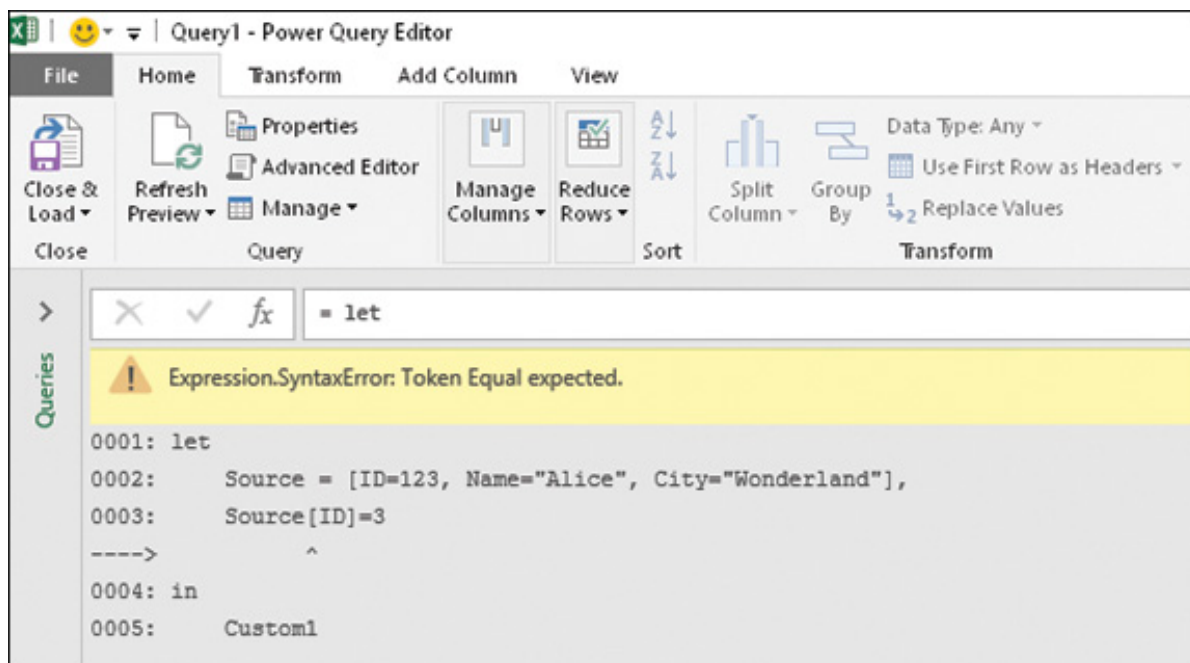 Query1 - Power Query Editor
File Home Transform Add Column View
Close & Load
Refresh Preview
Properties
Advanced Editor
Manage
Manage Columns
Reduce Rows
A Z
Z A
Split Column
Group By
Data Type: Any
Use First Row as Headers
1 2 Replace Values
Close Query Sort Transform
Queries
fx = let
Expression.SyntaxError: Token Equal expected.
0001: let
0002: Source = [ID=123, Name="Alice", City="Wonderland"],
0003: Source[ID]=3
----> ^
0004: in
0005: Custom1